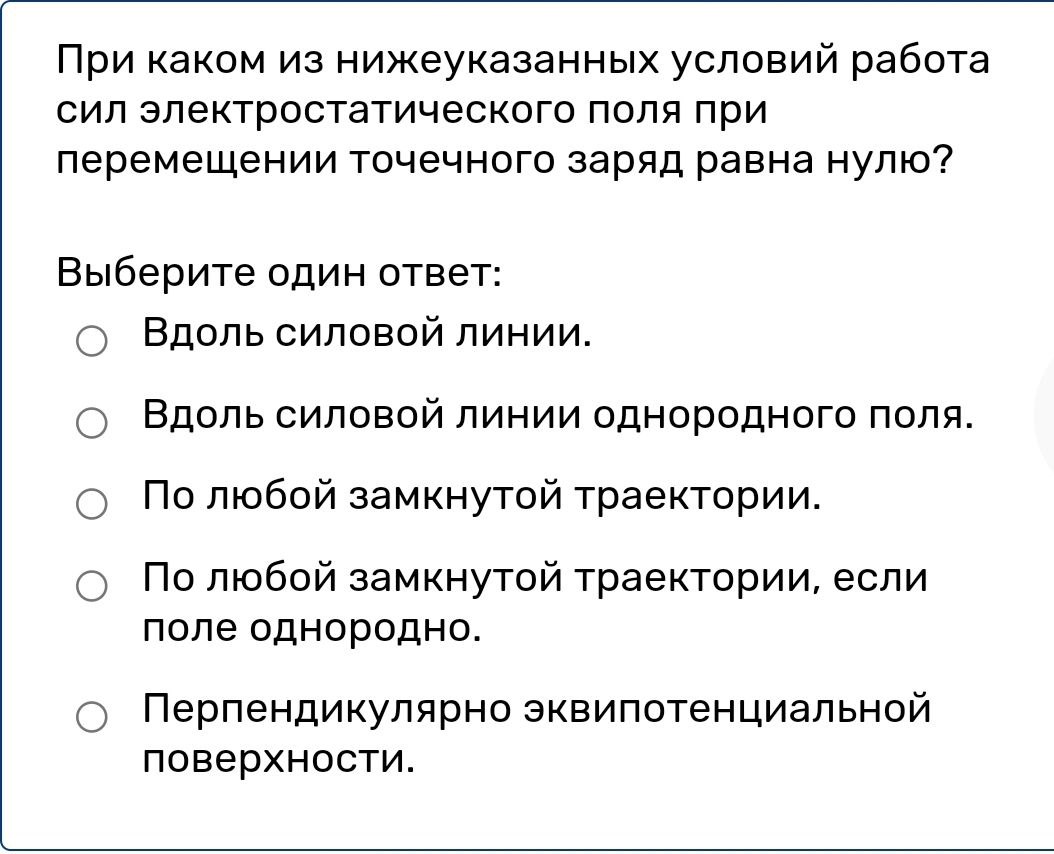 При каком из нижеуказанных условий работа
сил электростатического поля при
перемещении точечного заряд равна нулю?
Выберите один ответ:
Вдоль силовой линии.
Вдоль силовой линии однородного поля.
По любой замкнутой траектории.
По любой замкнутой траектории, если
поле однородно.
Перпендикулярно эквипотенциальной
поверхности.